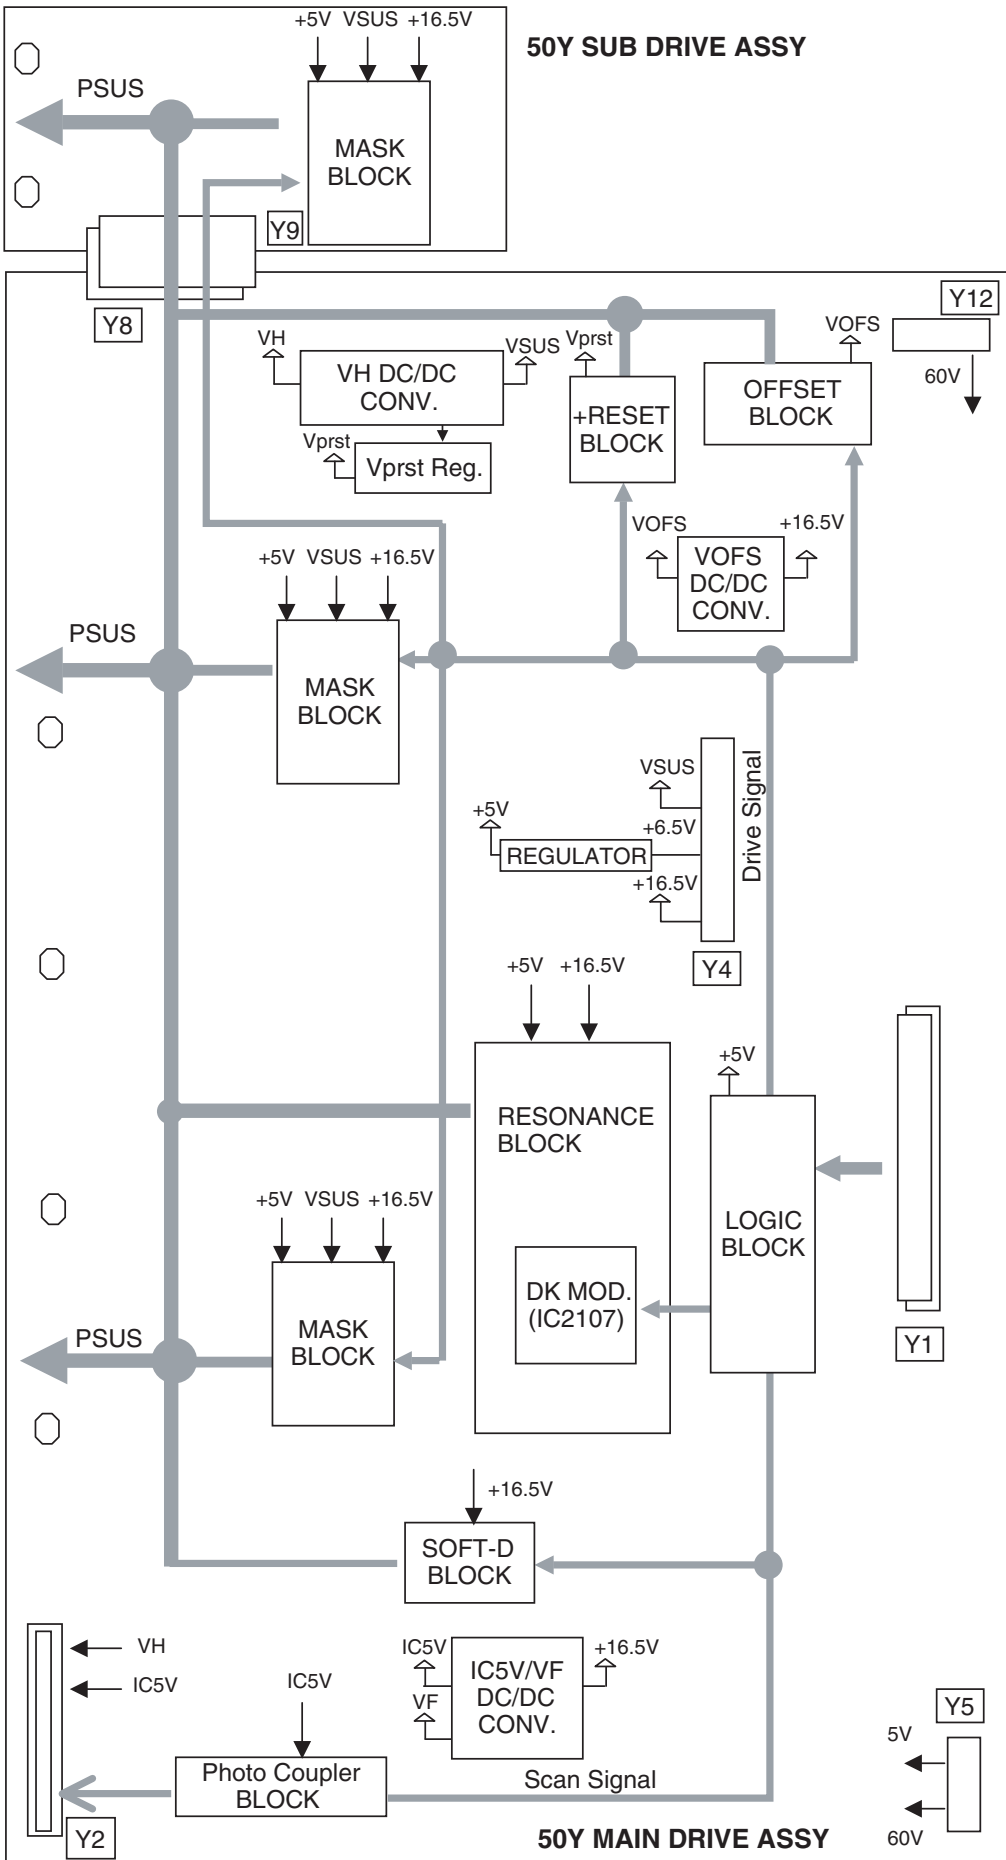 +5V VSUS +16.5V
50Y SUB DRIVE ASSY
PSUS
MASK
BLOCK
Y9
Y8
Y12
VH
VSUS
Vprst
VOFS
60V
VH DC/DC
CONV.
+RESET
BLOCK
OFFSET
BLOCK
Vprst
Vprst Reg.
VOFS
+16.5V
VOFS
DC/DC
CONV.
+5V VSUS +16.5V
PSUS
MASK
BLOCK
VSUS
Drive Signal
+5V
+6.5V
REGULATOR
+16.5V
Y4
+5V +16.5V
+5V
RESONANCE
BLOCK
+5V VSUS +16.5V
LOGIC
BLOCK
DK MOD.
(IC2107)
PSUS
MASK
BLOCK
Y1
+16.5V
SOFT-D
BLOCK
VH
IC5V
IC5V
IC5V
VF
IC5V/VF
DC/DC
CONV.
+16.5V
Y5
5V
60V
Photo Coupler
BLOCK
Scan Signal
Y2
50Y MAIN DRIVE ASSY